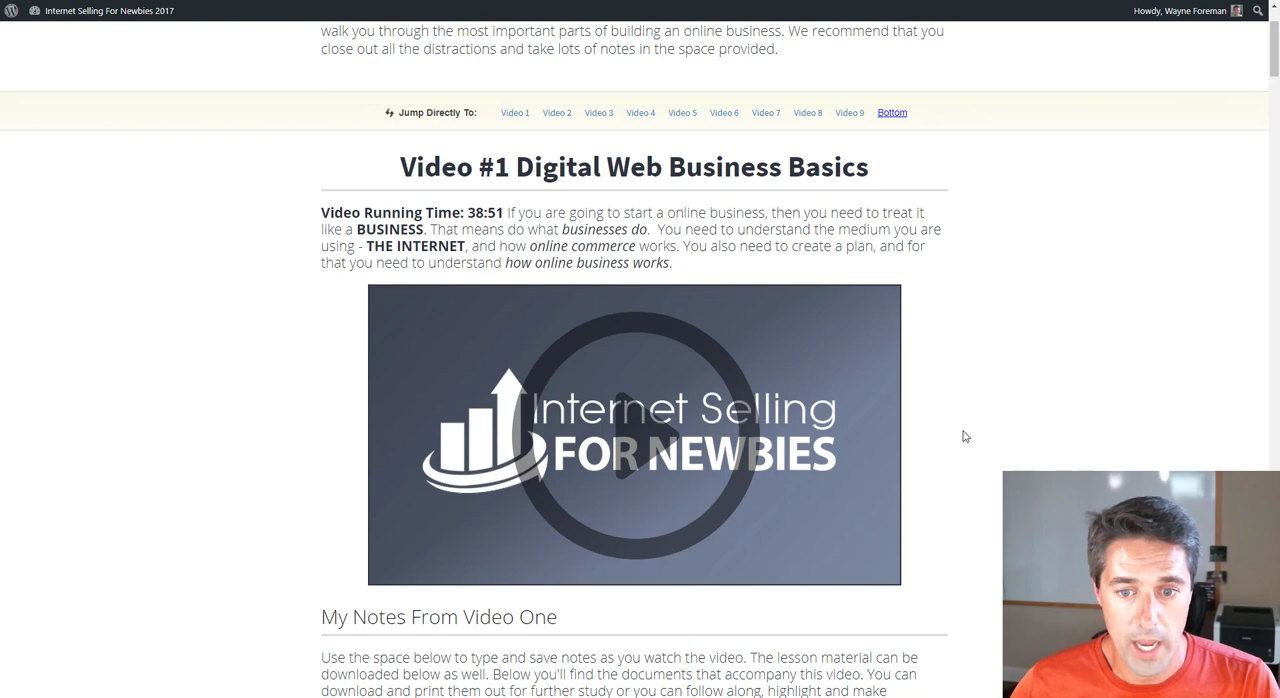 Internet Selling For Newbies 2017
Howdy, Wayne Foreman
walk you through the most important parts of building an online business. We recommend that you
close out all the distractions and take lots of notes in the space provided.
Jump Directly To: Video 1 Video 2 Video 3 Video 4 Video 5 Video 6 Video 7 Video 8 Video 9 Bottom
Video #1 Digital Web Business Basics
Video Running Time: 38:51 If you are going to start a online business, then you need to treat it
like a BUSINESS. That means do what businesses do. You need to understand the medium you are
using - THE INTERNET, and how online commerce works. You also need to create a plan, and for
that you need to understand how online business works.
Internet Selling
FOR NEWBIES
My Notes From Video One
Use the space below to type and save notes as you watch the video. The lesson material can be
downloaded below as well. Below you'll find the documents that accompany this video. You can
download and print them out for further study or you can follow along, highlight and make